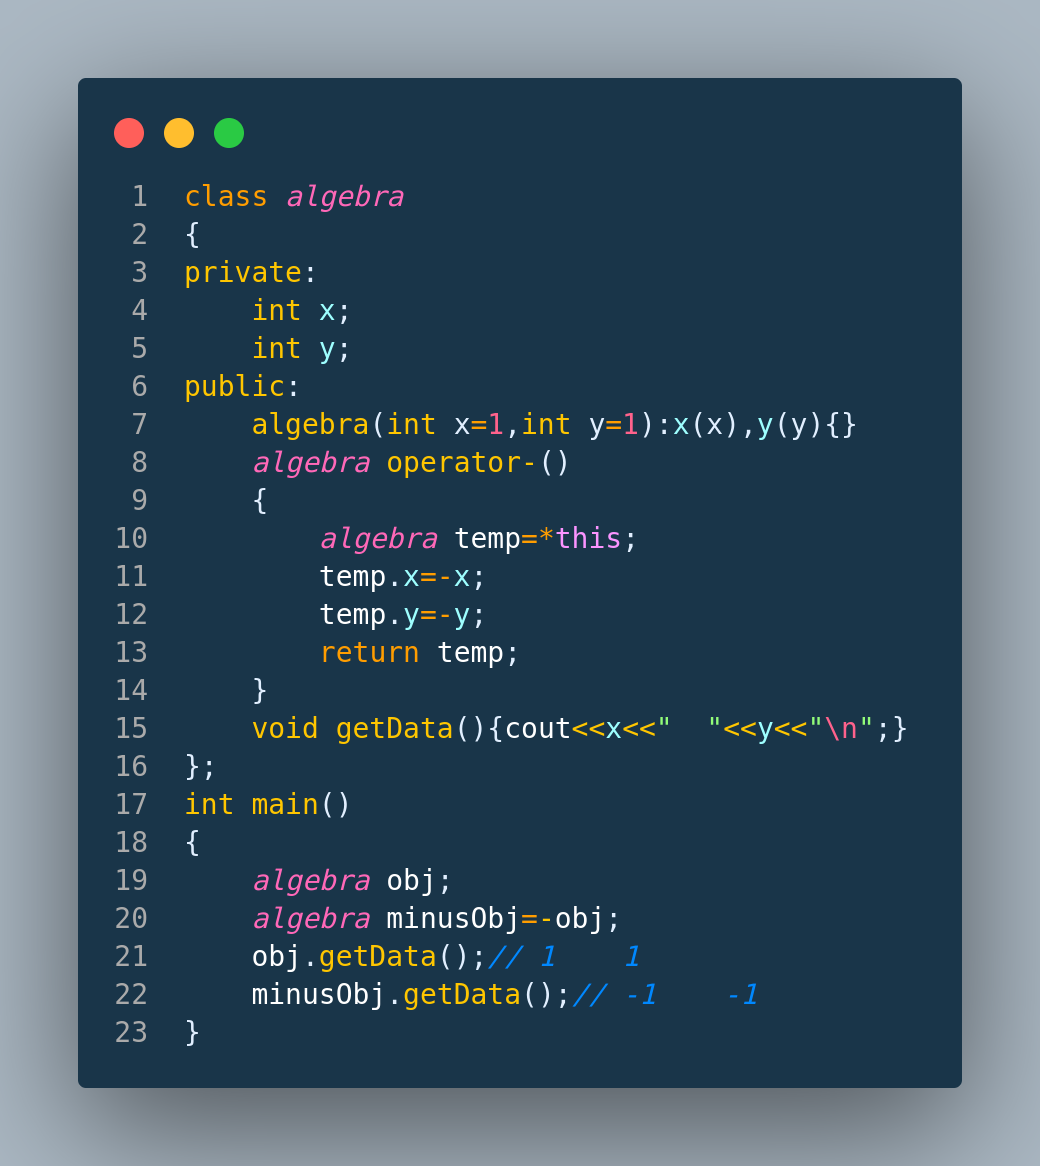 1 class algebra
2 {
3 private:
4     int x;
5     int y;
6 public:
7     algebra(int x=1,int y=1):x(x),y(y){}
8     algebra operator-()
9     {
10         algebra temp=*this;
11         temp.x=-x;
12         temp.y=-y;
13         return temp;
14     }
15     void getData(){cout<<x<<"  "<<y<<"\n";}
16 };
17 int main()
18 {
19     algebra obj;
20     algebra minusObj=-obj;
21     obj.getData();// 1    1
22     minusObj.getData();// -1    -1
23 }